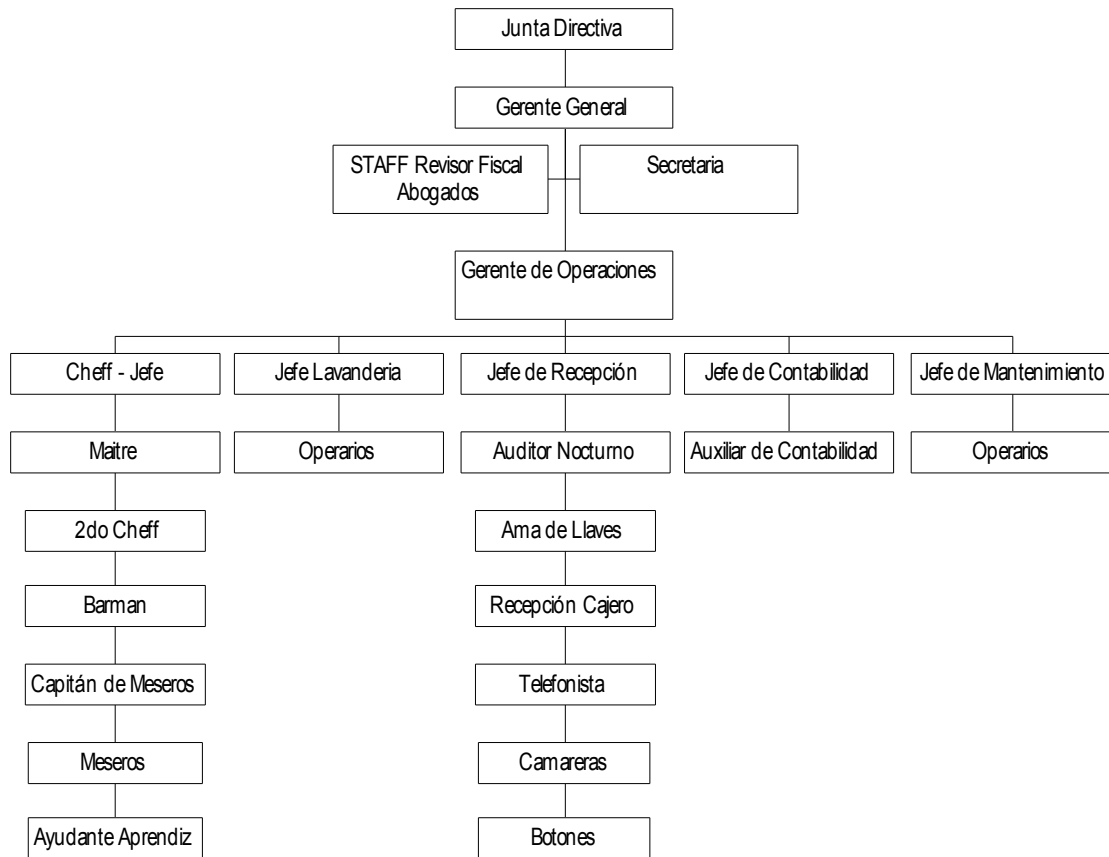 Junta Directiva
Gerente General
STAFF Revisor Fiscal
Abogados
Secretaria
Gerente de Operaciones
Cheff - Jefe
Jefe Lavanderia
Jefe de Recepción
Jefe de Contabilidad
Jefe de Mantenimiento
Maitre
Operarios
Auditor Nocturno
Auxiliar de Contabilidad
Operarios
2do Cheff
Ama de Llaves
Barman
Recepción Cajero
Capitán de Meseros
Telefonista
Meseros
Camareras
Ayudante Aprendiz
Botones